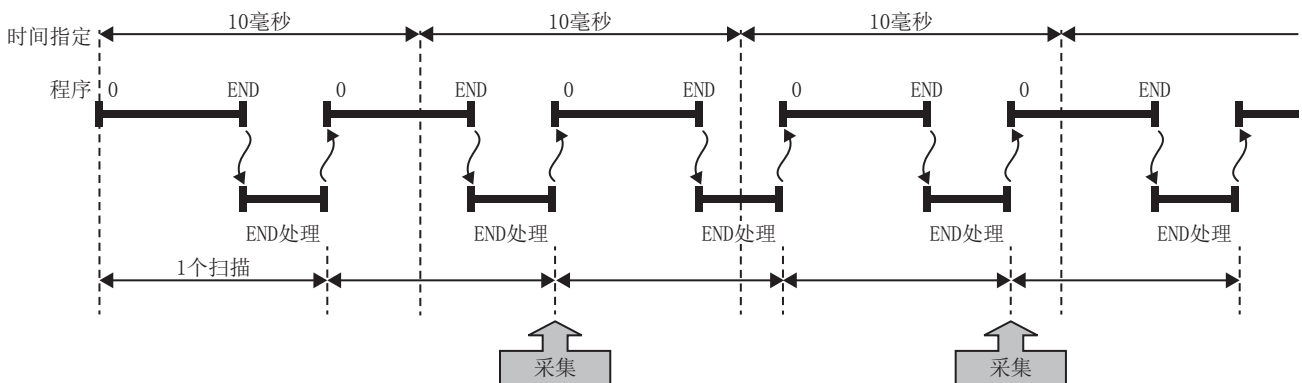 10毫秒 10毫秒 10毫秒
时间指定
程序 0 END 0 END 0 END 0 END 0 END
END处理 END处理 END处理 END处理 END处理
1个扫描
采集 采集